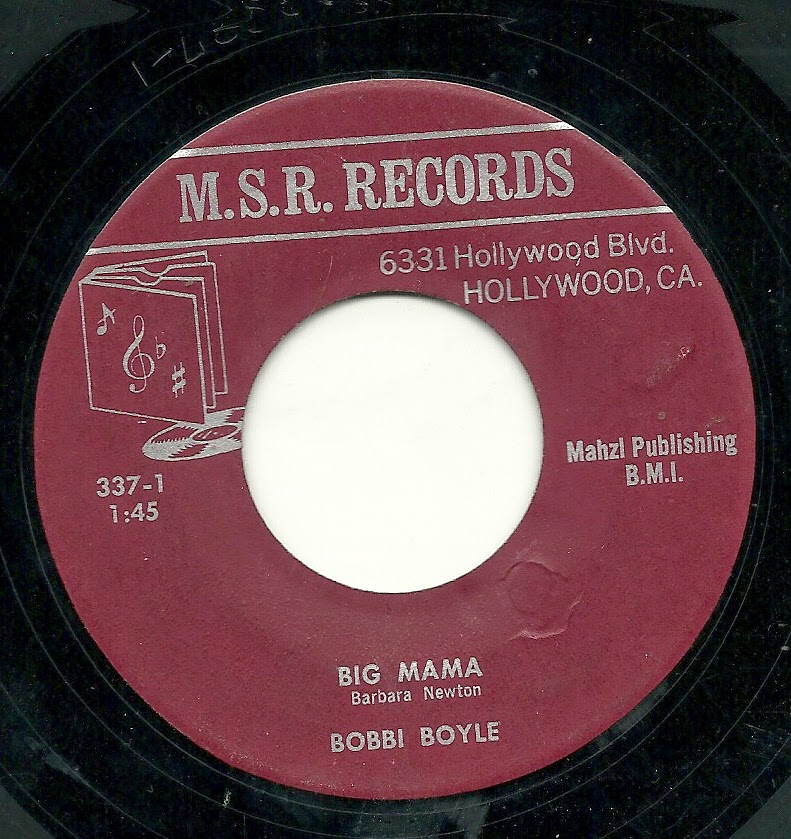 M.S.R. RECORDS
6331 Hollywood Blvd.
HOLLYWOOD, CA.
Mahzl Publishing
B.M.I.
337-1
1:45
BIG MAMA
Barbara Newton
BOBBI BOYLE